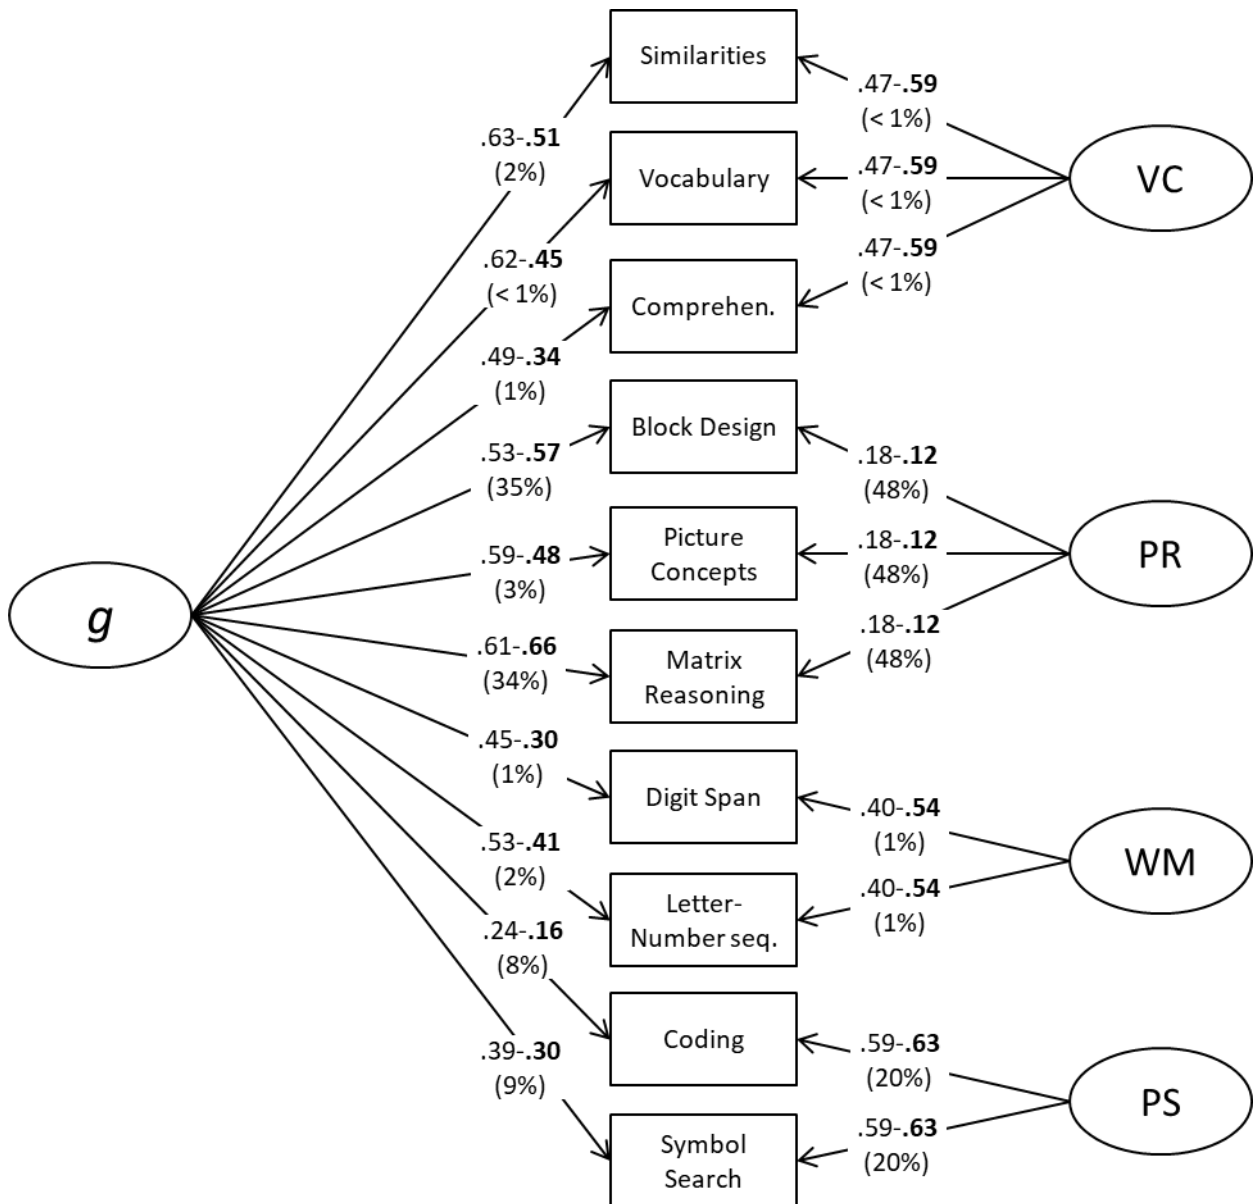 Similarities
.47-.59
(< 1%)
.63-.51
(2%)
Vocabulary
.47-.59
(< 1%)
VC
.62-.45
(< 1%)
Comprehen.
.47-.59
(< 1%)
.49-.34
(1%)
Block Design
.18-.12
(48%)
.53-.57
(35%)
Picture
Concepts
.18-.12
(48%)
PR
.59-.48
(3%)
g
.61-.66
(34%)
Matrix
Reasoning
.18-.12
(48%)
.45-.30
(1%)
Digit Span
.40-.54
(1%)
WM
.53-.41
(2%)
Letter-
Number seq.
.40-.54
(1%)
.24-.16
(8%)
Coding
.59-.63
(20%)
.39-.30
(9%)
PS
Symbol
Search
.59-.63
(20%)